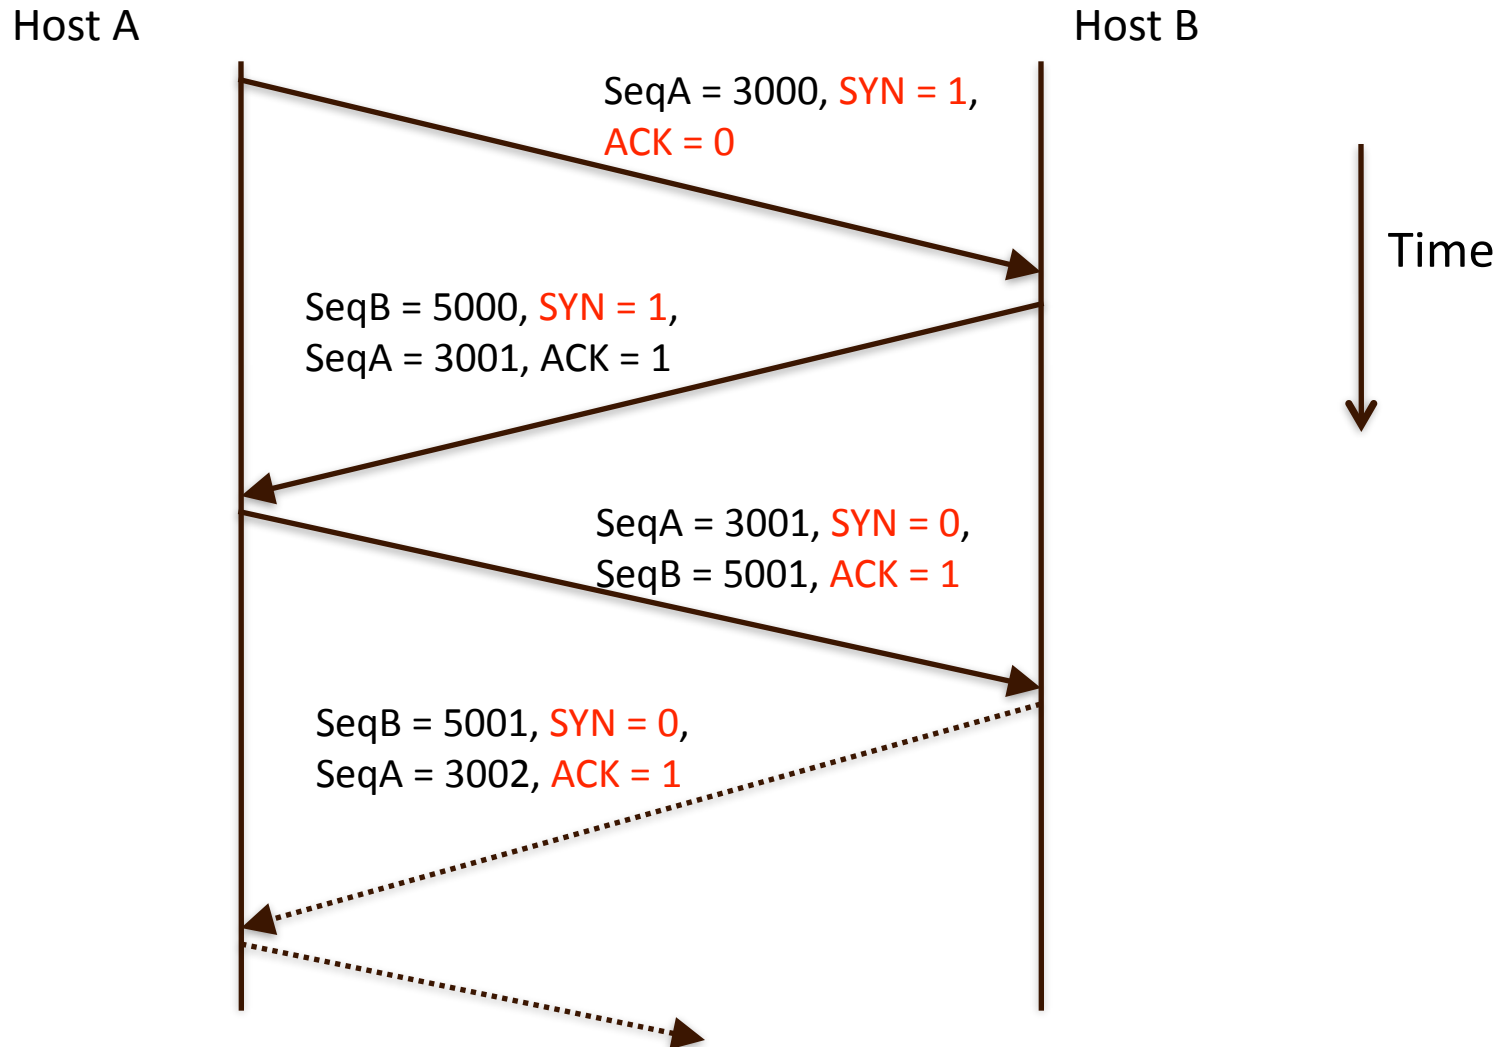 Host A
Host B
SeqA = 3000, SYN = 1,
ACK = 0
Time
SeqB = 5000, SYN = 1,
SeqA = 3001, ACK = 1
SeqA = 3001, SYN = 0,
SeqB = 5001, ACK = 1
SeqB = 5001, SYN = 0,
SeqA = 3002, ACK = 1